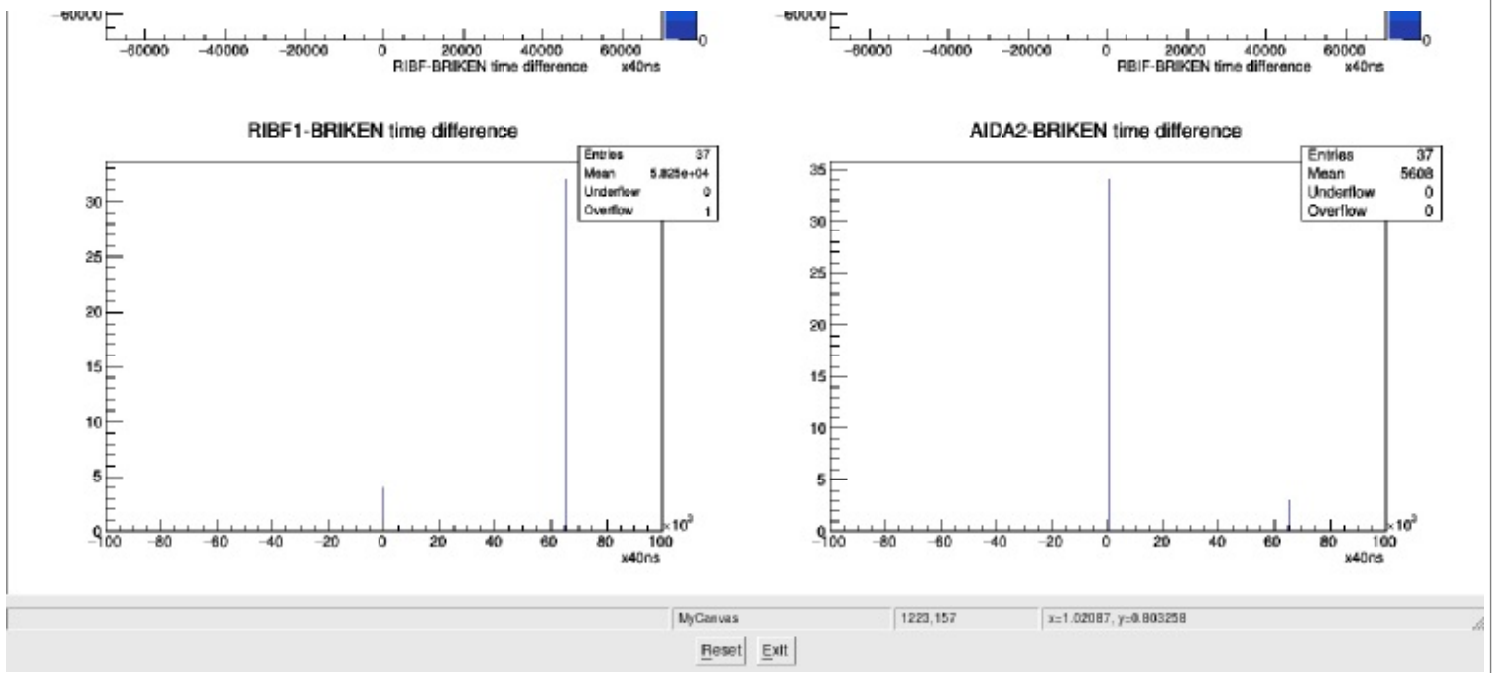 −60000
0
−60000 −40000 −20000 0 20000 40000 60000
RIBF-BRIKEN time difference x40ns
−60000
0
−60000 −40000 −20000 0 20000 40000 60000
RBIF-BRIKEN time difference x40ns
RIBF1-BRIKEN time difference
Entries 37
Mean 5.825e+04
Underflow 0
Overflow 1
30
25
20
15
10
5
0
−100 −80 −60 −40 −20 0 20 40 60 80 100
×10³
x40ns
AIDA2-BRIKEN time difference
Entries 37
Mean 5608
Underflow 0
Overflow 0
35
30
25
20
15
10
5
0
−100 −80 −60 −40 −20 0 20 40 60 80 100
×10³
x40ns
MyCanvas 1223,157 x=1.02087, y=0.803258
Reset Exit